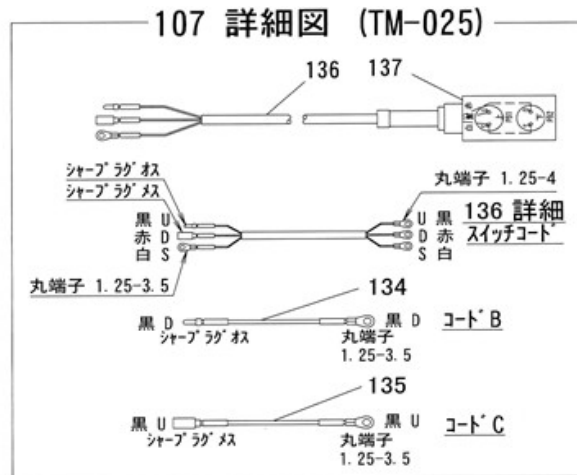 107 詳細図 (TM-025)
136
137
PB1
PB2
シャープラグオス
シャープラグメス
丸端子 1.25-4
黒 U
赤 D
白 S
U 黒
D 赤
S 白
136 詳細
スイッチコード
丸端子 1.25-3.5
134
黒 D
シャープラグオス
丸端子
1.25-3.5
黒 D
コードB
135
黒 U
シャープラグメス
丸端子
1.25-3.5
黒 U
コードC